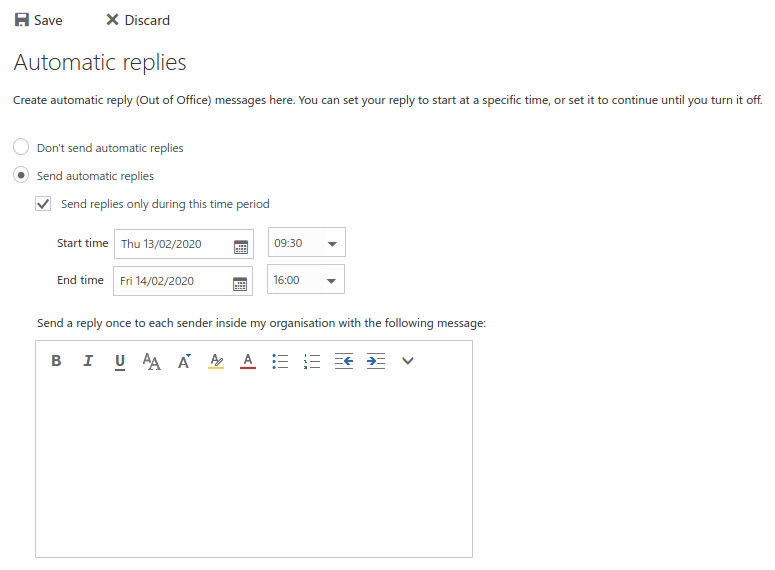 Save Discard
Automatic replies
Create automatic reply (Out of Office) messages here. You can set your reply to start at a specific time, or set it to continue until you turn it off.
Don't send automatic replies
Send automatic replies
Send replies only during this time period
Start time Thu 13/02/2020 09:30
End time Fri 14/02/2020 16:00
Send a reply once to each sender inside my organisation with the following message:
B I U AA A A A